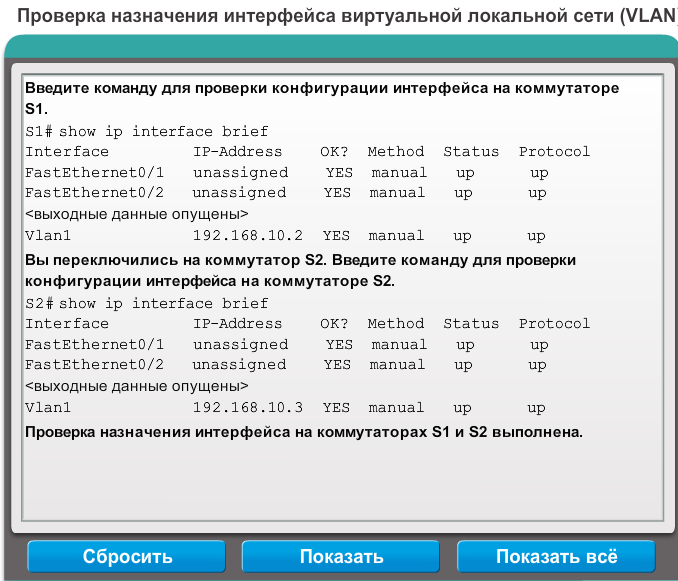 Проверка назначения интерфейса виртуальной локальной сети (VLAN)
Введите команду для проверки конфигурации интерфейса на коммутаторе
S1.
S1# show ip interface brief
Interface IP-Address OK? Method Status Protocol
FastEthernet0/1 unassigned YES manual up up
FastEthernet0/2 unassigned YES manual up up
<выходные данные опущены>
Vlan1 192.168.10.2 YES manual up up
Вы переключились на коммутатор S2. Введите команду для проверки
конфигурации интерфейса на коммутаторе S2.
S2# show ip interface brief
Interface IP-Address OK? Method Status Protocol
FastEthernet0/1 unassigned YES manual up up
FastEthernet0/2 unassigned YES manual up up
<выходные данные опущены>
Vlan1 192.168.10.3 YES manual up up
Проверка назначения интерфейса на коммутаторах S1 и S2 выполнена.
Сбросить Показать Показать всё